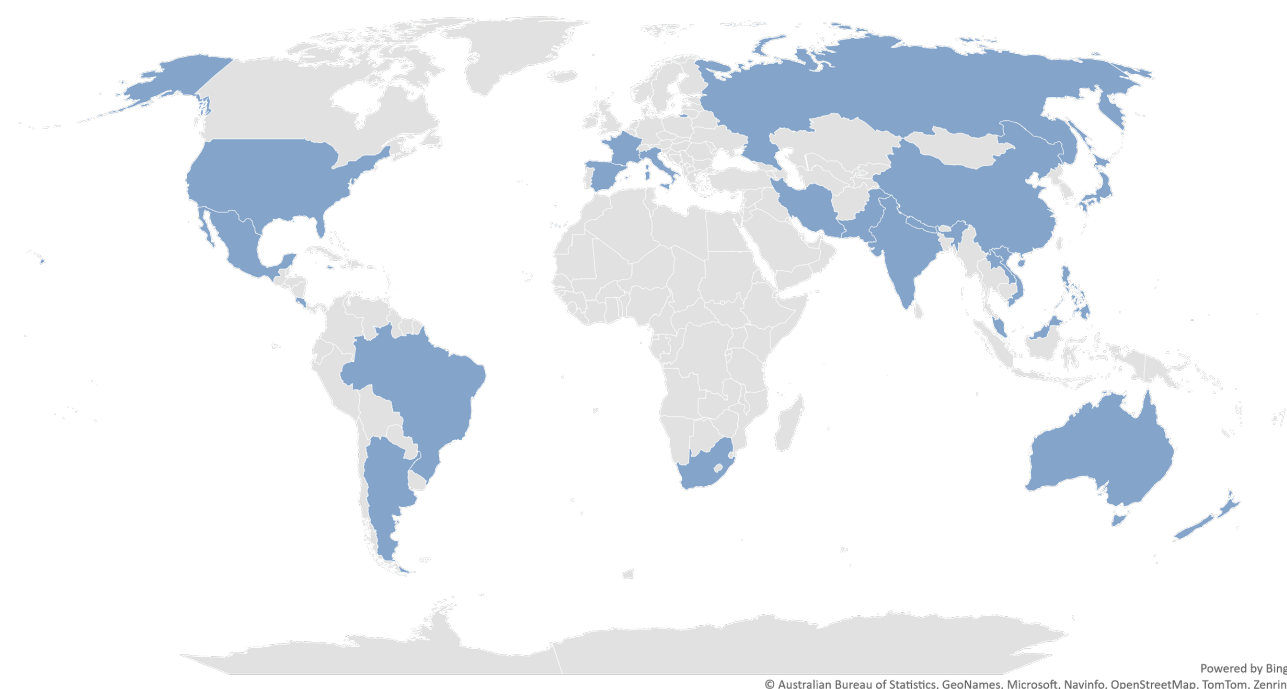 Powered by Bing
© Australian Bureau of Statistics, GeoNames, Microsoft, Navinfo, OpenStreetMap, TomTom, Zenrin